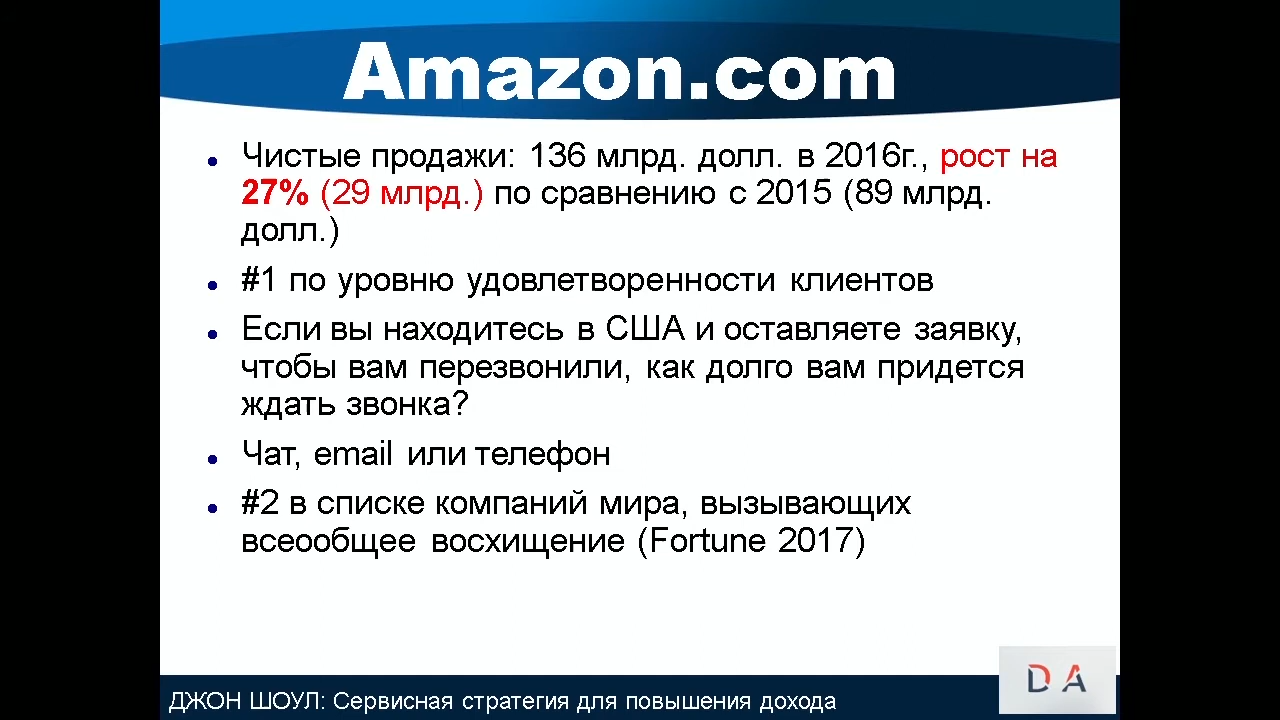 Amazon.com
Чистые продажи: 136 млрд. долл. в 2016г., рост на
27% (29 млрд.) по сравнению с 2015 (89 млрд.
долл.)
#1 по уровню удовлетворенности клиентов
Если вы находитесь в США и оставляете заявку,
чтобы вам перезвонили, как долго вам придется
ждать звонка?
Чат, email или телефон
#2 в списке компаний мира, вызывающих
всеообщее восхищение (Fortune 2017)
DA
ДЖОН ШОУЛ: Сервисная стратегия для повышения дохода